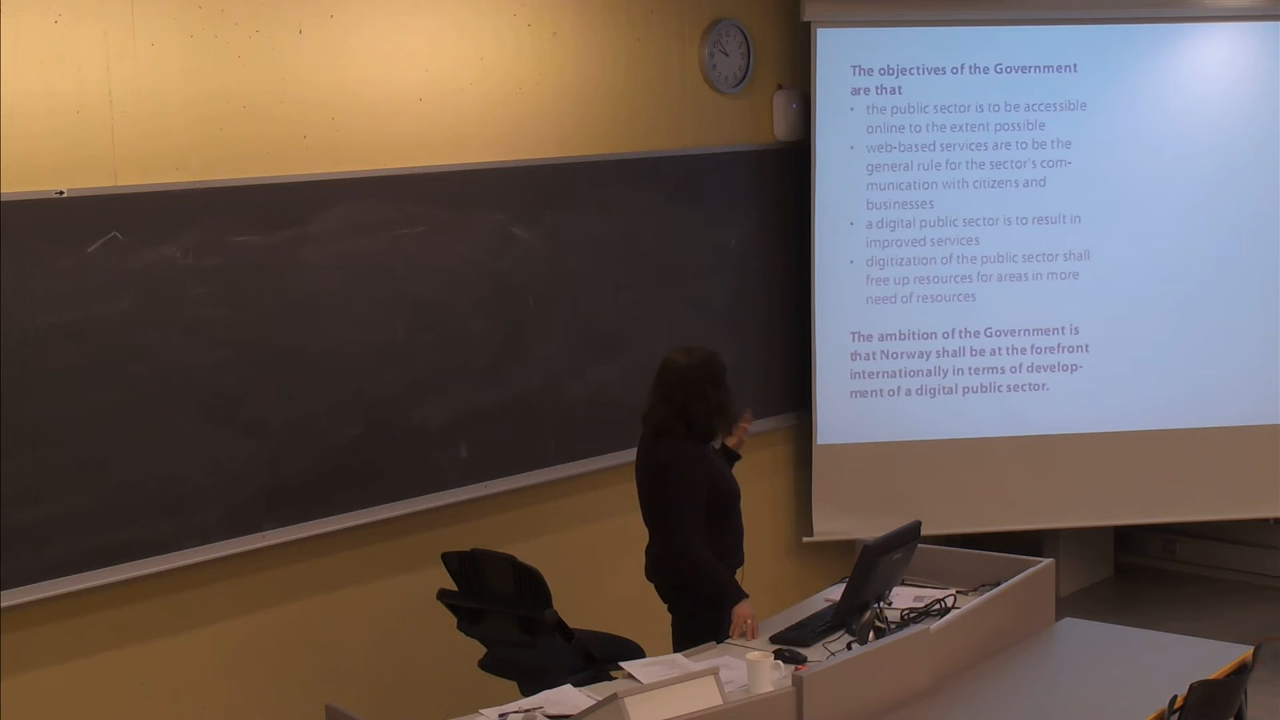 The objectives of the Government
are that
• the public sector is to be accessible
online to the extent possible
• web-based services are to be the
general rule for the sector's com-
munication with citizens and
businesses
• a digital public sector is to result in
improved services
• digitization of the public sector shall
free up resources for areas in more
need of resources
The ambition of the Government is
that Norway shall be at the forefront
internationally in terms of develop-
ment of a digital public sector.